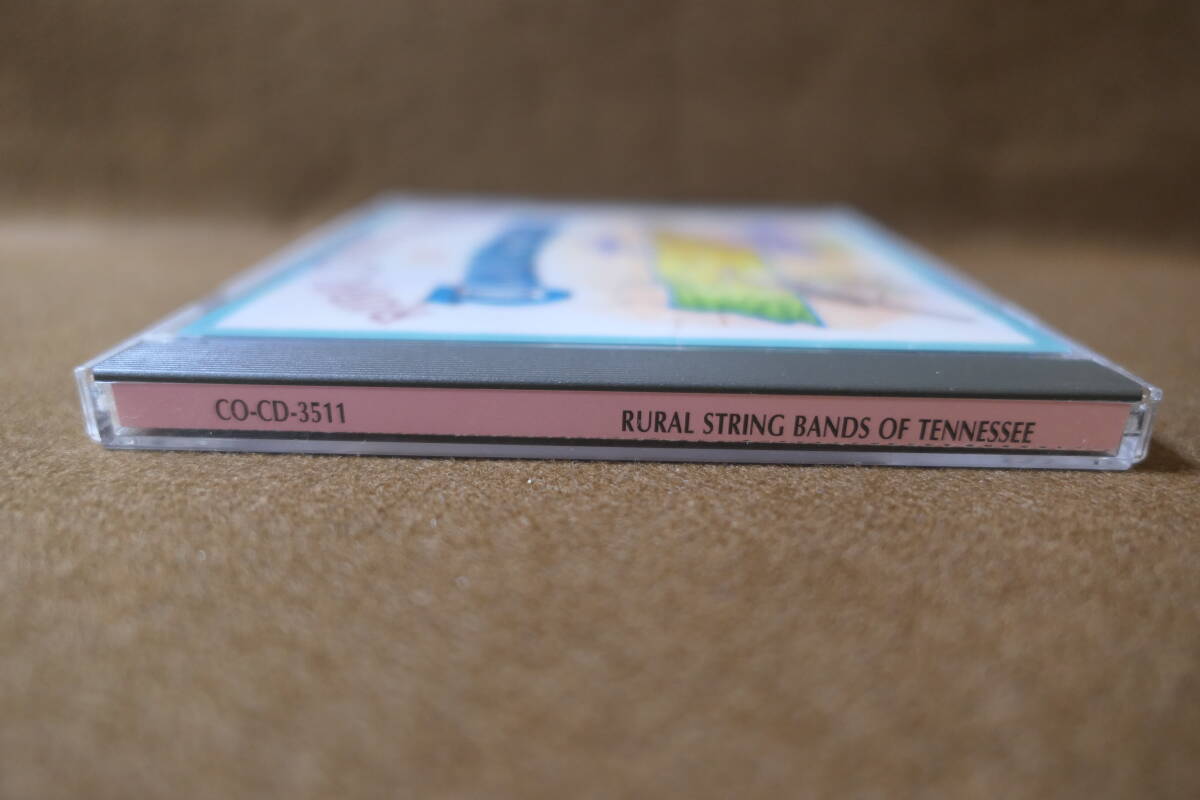 CO-CD-3511 RURAL STRING BANDS OF TENNESSEE